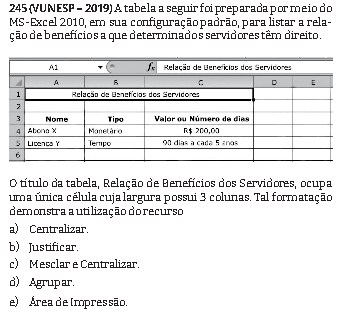 245 (VUNESP – 2019) A tabela a seguir foi preparada por meio do
MS-Excel 2010, em sua configuração padrão, para listar a rela-
ção de benefícios a que determinados servidores têm direito.
A1 fx Relação de Benefícios dos Servidores
A B C D E
1 Relação de Benefícios dos Servidores
2
3 Nome Tipo Valor ou Número de dias
4 Abono X Monetário R$ 200,00
5 Licença Y Tempo 90 dias a cada 5 anos
6
O título da tabela, Relação de Benefícios dos Servidores, ocupa
uma única célula cuja largura possui 3 colunas. Tal formatação
demonstra a utilização do recurso
a) Centralizar.
b) Justificar.
c) Mesclar e Centralizar.
d) Agrupar.
e) Área de Impressão.